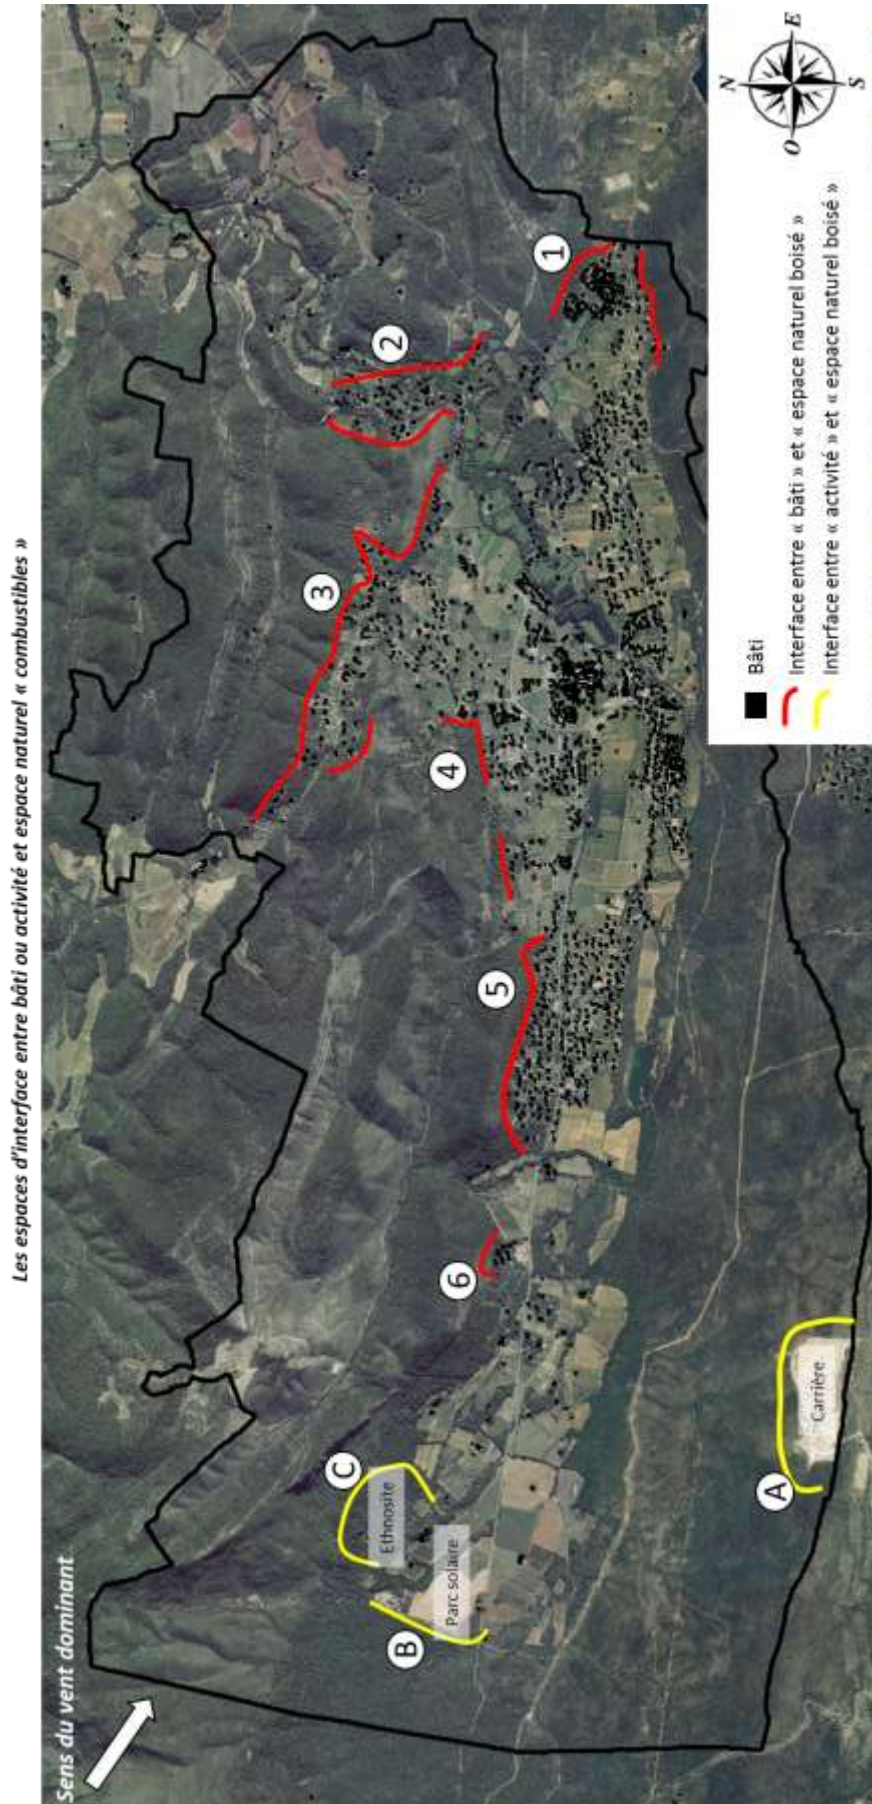 Les espaces d'interface entre bâti ou activité et espace naturel « combustibles »
Sens du vent dominant
B
C
Ethnosite
Parc solaire
A
Carrière
6
5
4
3
2
1
Bâti
Interface entre « bâti » et « espace naturel boisé »
Interface entre « activité » et « espace naturel boisé »
N
E
S
O